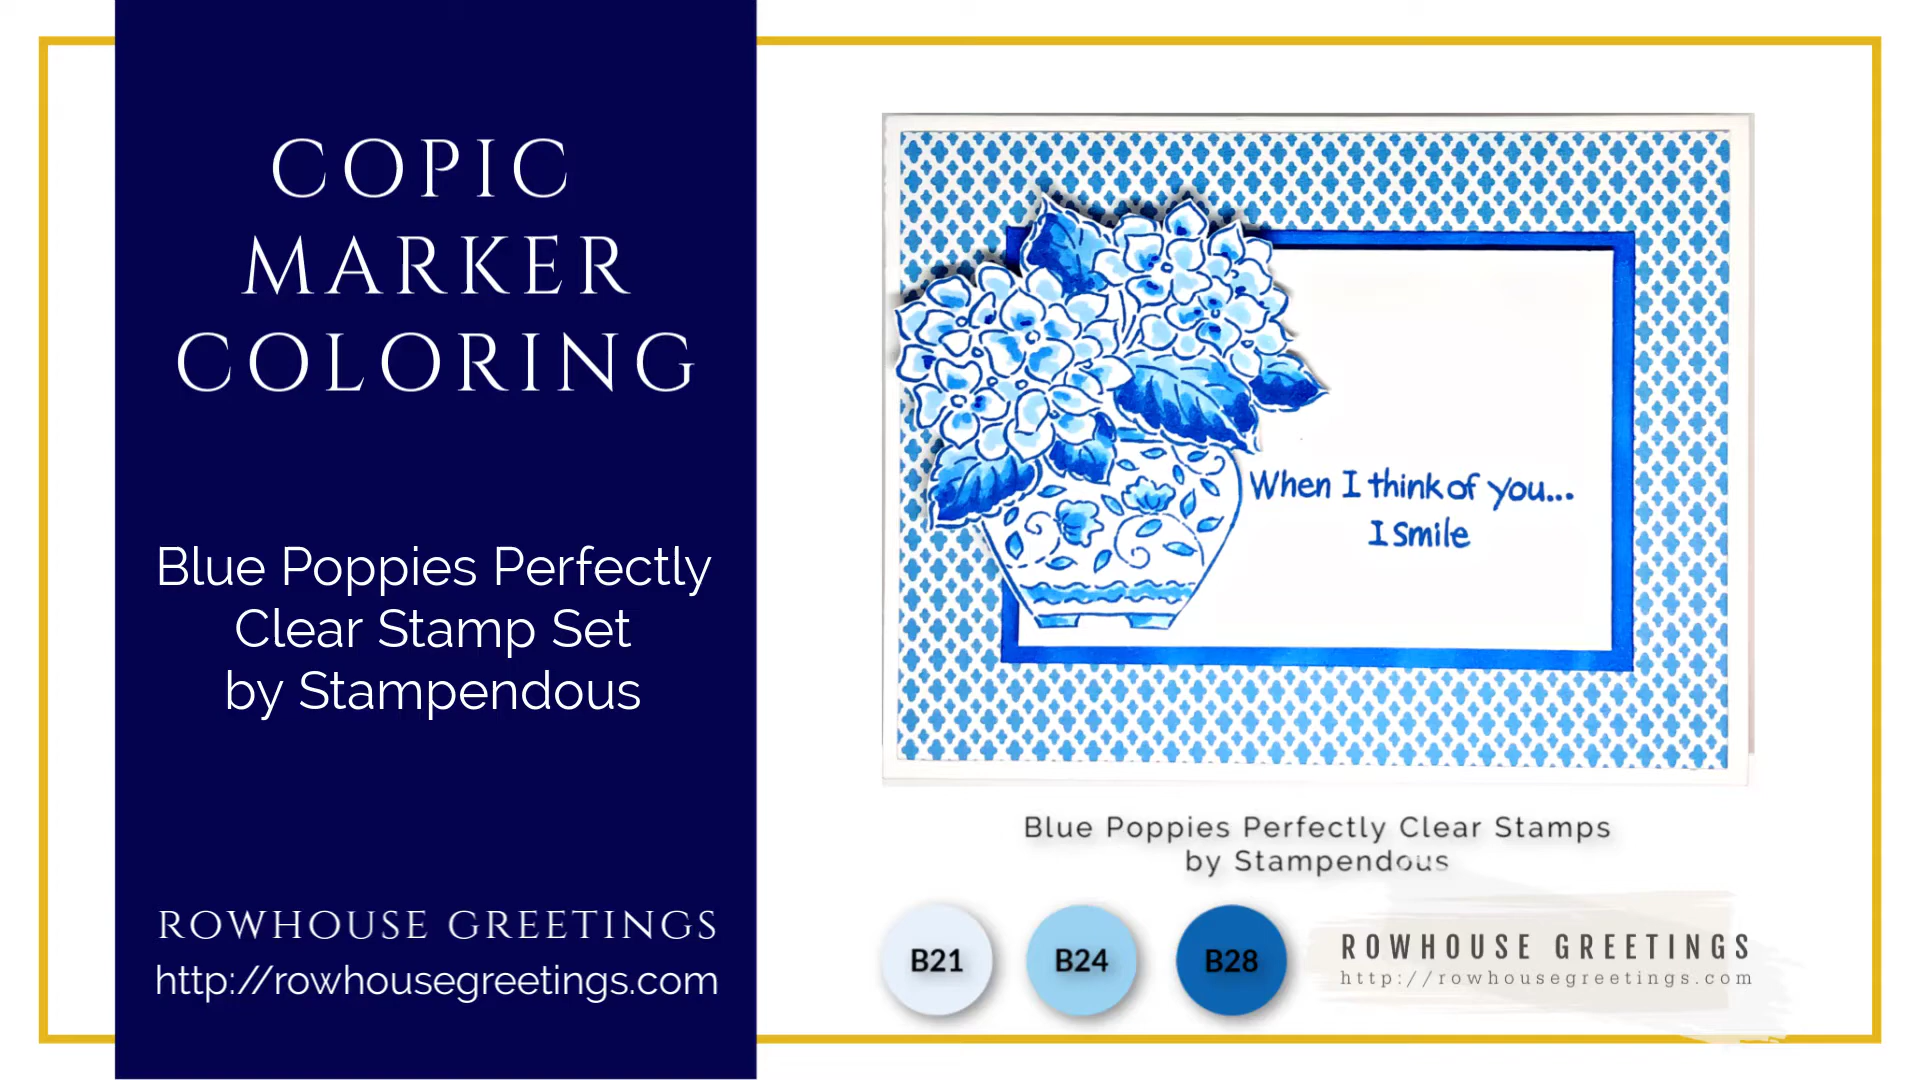 COPIC
MARKER
COLORING
Blue Poppies Perfectly
Clear Stamp Set
by Stampendous
ROWHOUSE GREETINGS
http://rowhousegreetings.com
When I think of you...
I Smile
Blue Poppies Perfectly Clear Stamps
by Stampendous
B21 B24 B28
ROWHOUSE GREETINGS
http://rowhousegreetings.com